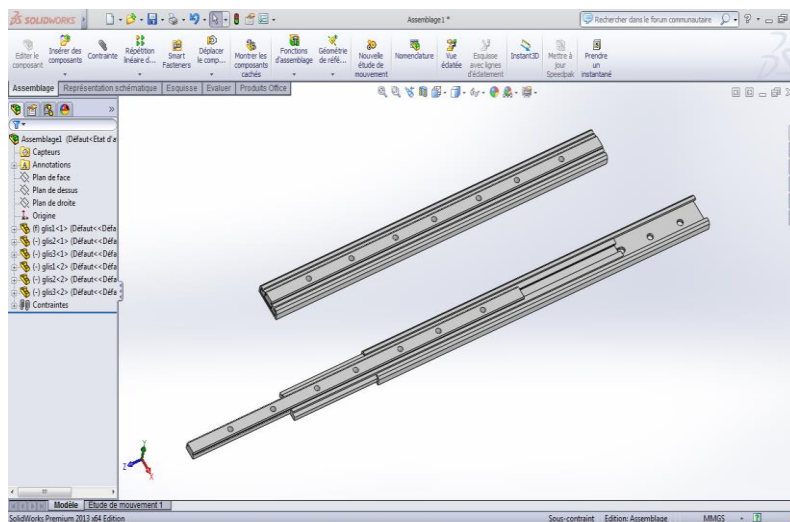 SOLIDWORKS
Assemblage1 *
Rechercher dans le forum communautaire
Editer le composant
Insérer des composants
Contrainte
Répétition linéaire d...
Smart Fasteners
Déplacer le comp...
Montrer les composants cachés
Fonctions d'assemblage
Géométrie de réfé...
Nouvelle étude de mouvement
Nomenclature
Vue éclatée
Esquisse avec lignes d'éclatement
Instant3D
Mettre à jour Speedpak
Prendre un instantané
Assemblage Représentation schématique Esquisse Evaluer Produits Office
Assemblage1 (Défaut<Etat d'a
Capteurs
Annotations
Plan de face
Plan de dessus
Plan de droite
Origine
(f) glis1<1> (Défaut<<Défa
(-) glis2<1> (Défaut<<Défa
(-) glis3<1> (Défaut<<Défa
(-) glis1<2> (Défaut<<Défa
(-) glis2<2> (Défaut<<Défa
(-) glis3<2> (Défaut<<Défa
Contraintes
Y
Z
X
Modèle Etude de mouvement 1
SolidWorks Premium 2013 x64 Edition
Sous-contraint Edition: Assemblage MMGS